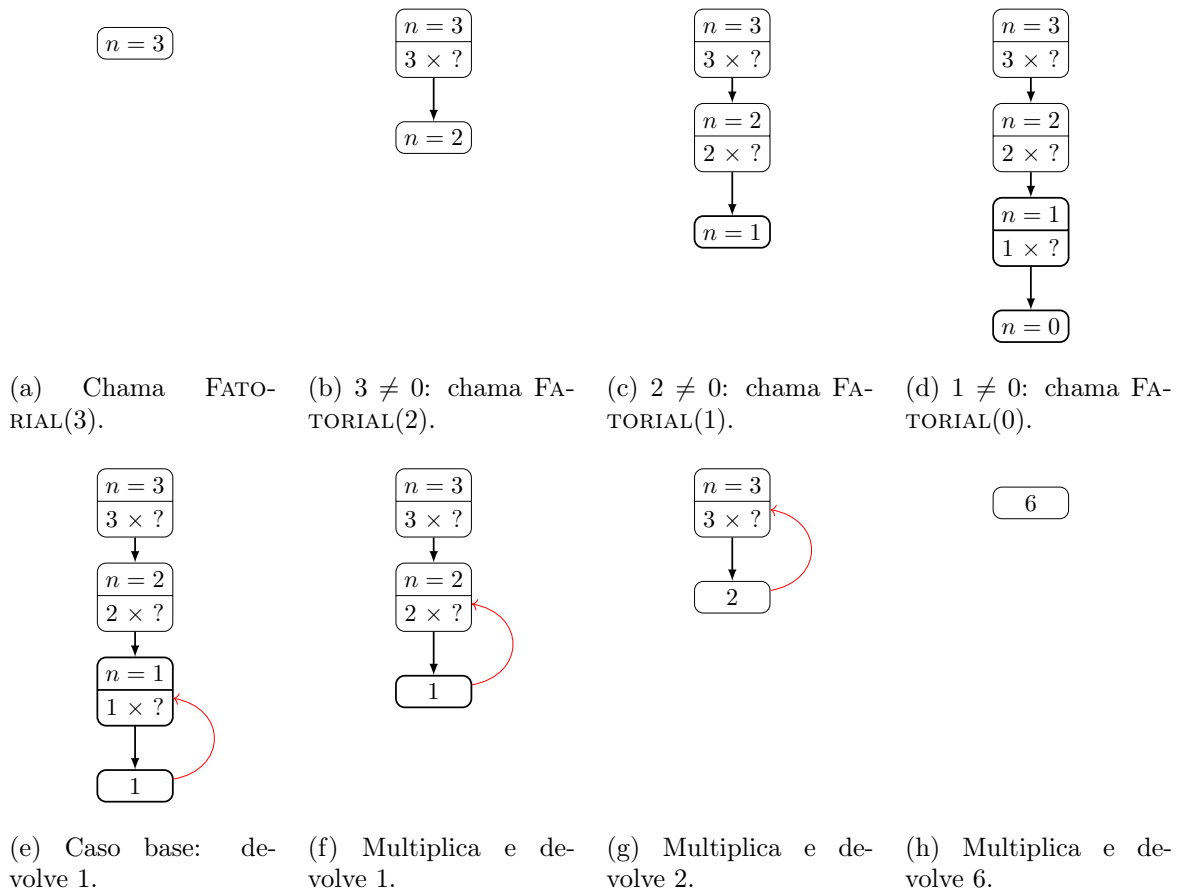 n = 3
n = 3
3 × ?
n = 2
n = 3
3 × ?
n = 2
2 × ?
n = 1
n = 3
3 × ?
n = 2
2 × ?
n = 1
1 × ?
n = 0
(a) Chama FATO-
RIAL(3).
(b) 3 ≠ 0: chama FA-
TORIAL(2).
(c) 2 ≠ 0: chama FA-
TORIAL(1).
(d) 1 ≠ 0: chama FA-
TORIAL(0).
n = 3
3 × ?
n = 2
2 × ?
n = 1
1 × ?
1
n = 3
3 × ?
n = 2
2 × ?
1
n = 3
3 × ?
2
6
(e) Caso base: de-
volve 1.
(f) Multiplica e de-
volve 1.
(g) Multiplica e de-
volve 2.
(h) Multiplica e de-
volve 6.